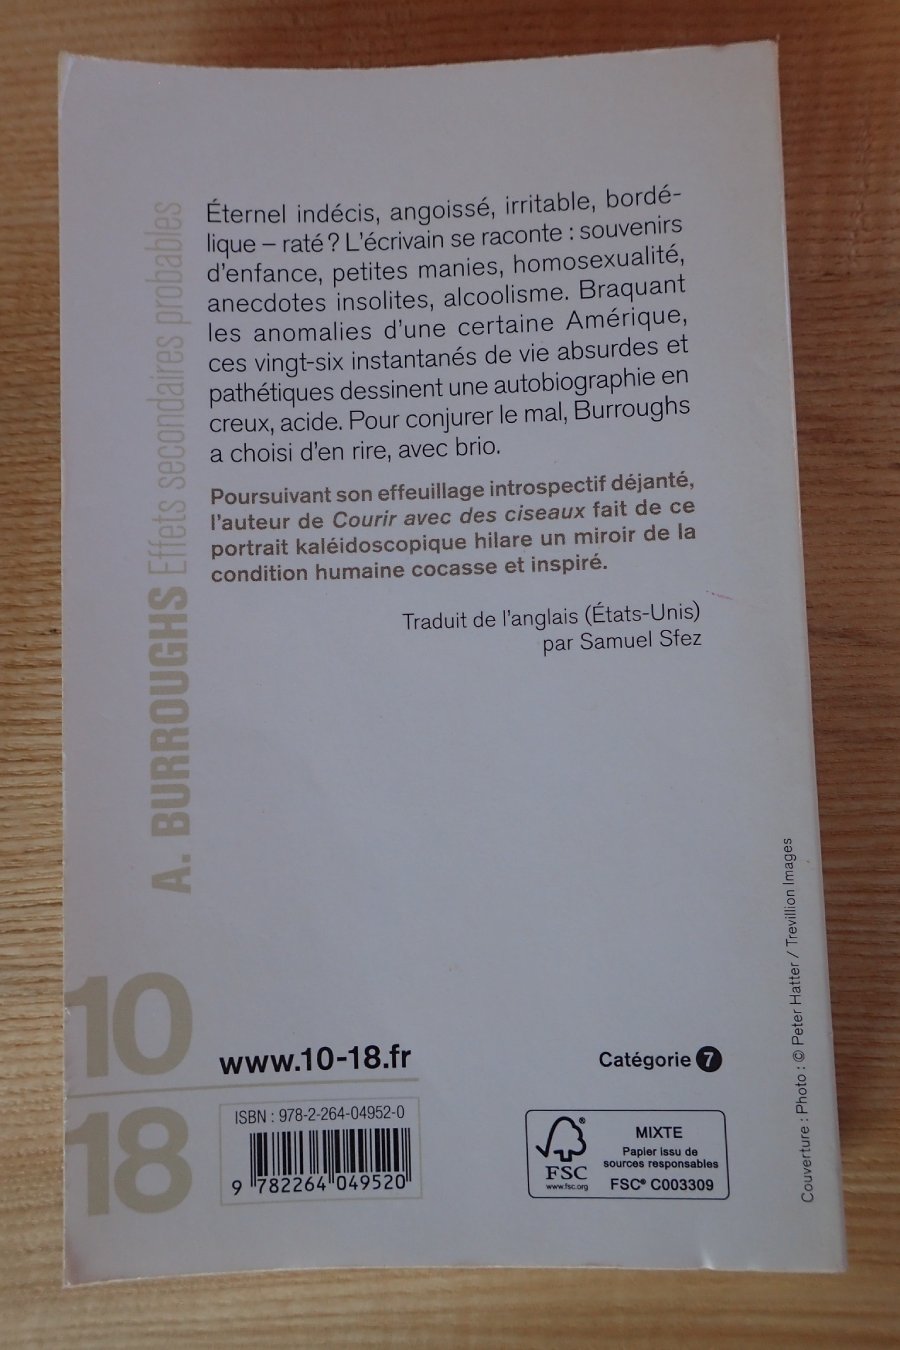 A. BURROUGHS Effets secondaires probables
Éternel indécis, angoissé, irritable, bordé-
lique – raté ? L'écrivain se raconte : souvenirs
d'enfance, petites manies, homosexualité,
anecdotes insolites, alcoolisme. Braquant
les anomalies d'une certaine Amérique,
ces vingt-six instantanés de vie absurdes et
pathétiques dessinent une autobiographie en
creux, acide. Pour conjurer le mal, Burroughs
a choisi d'en rire, avec brio.
Poursuivant son effeuillage introspectif déjanté,
l'auteur de Courir avec des ciseaux fait de ce
portrait kaléidoscopique hilare un miroir de la
condition humaine cocasse et inspiré.
Traduit de l'anglais (États-Unis)
par Samuel Sfez
10
18
www.10-18.fr
Catégorie 7
ISBN : 978-2-264-04952-0
9 782264 049520
FSC
www.fsc.org
MIXTE
Papier issu de
sources responsables
FSC® C003309
Couverture : Photo : © Peter Hatter / Trevillion Images